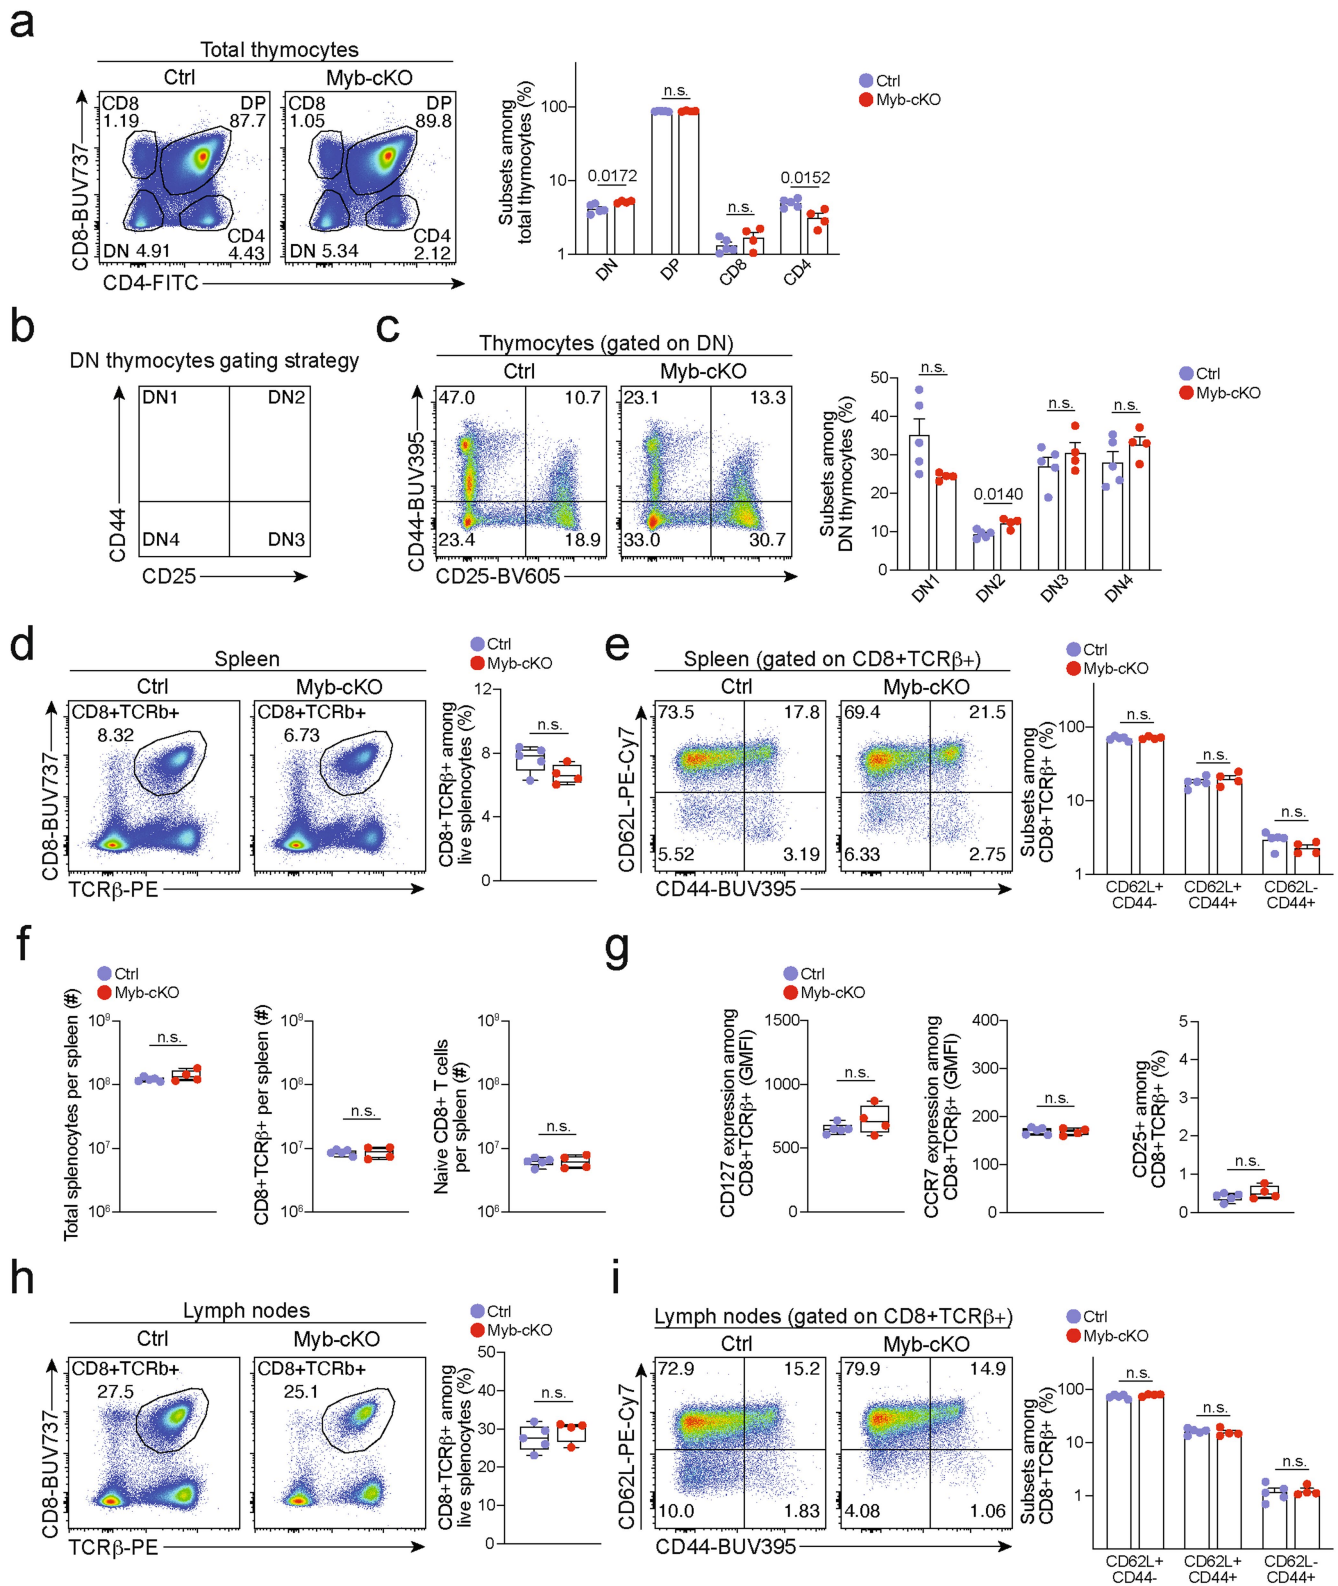 a
Total thymocytes
Ctrl
Myb-cKO
CD8
1.19
DP
87.7
CD8
1.05
DP
89.8
DN 4.91
CD4
4.43
DN 5.34
CD4
2.12
CD8-BUV737
CD4-FITC
Subsets among
total thymocytes (%)
100
10
1
0.0172
n.s.
n.s.
0.0152
DN
DP
CD8
CD4
Ctrl
Myb-cKO
b
DN thymocytes gating strategy
DN1
DN2
DN4
DN3
CD44
CD25
c
Thymocytes (gated on DN)
Ctrl
Myb-cKO
47.0
10.7
23.1
13.3
23.4
18.9
33.0
30.7
CD44-BUV395
CD25-BV605
Subsets among
DN thymocytes (%)
50
40
30
20
10
0
n.s.
0.0140
n.s.
n.s.
DN1
DN2
DN3
DN4
Ctrl
Myb-cKO
d
Spleen
Ctrl
Myb-cKO
CD8+TCRb+
8.32
CD8+TCRb+
6.73
CD8-BUV737
TCRβ-PE
Ctrl
Myb-cKO
CD8+TCRβ+ among
live splenocytes (%)
12
8
4
0
n.s.
e
Spleen (gated on CD8+TCRβ+)
Ctrl
Myb-cKO
73.5
17.8
69.4
21.5
5.52
3.19
6.33
2.75
CD62L-PE-Cy7
CD44-BUV395
Ctrl
Myb-cKO
Subsets among
CD8+TCRβ+ (%)
100
10
1
n.s.
n.s.
n.s.
CD62L+
CD44-
CD62L+
CD44+
CD62L-
CD44+
f
Ctrl
Myb-cKO
Total splenocytes per spleen (#)
10⁹
10⁸
10⁷
10⁶
n.s.
CD8+TCRβ+ per spleen (#)
10⁹
10⁸
10⁷
10⁶
n.s.
Naive CD8+ T cells
per spleen (#)
10⁹
10⁸
10⁷
10⁶
n.s.
g
Ctrl
Myb-cKO
CD127 expression among
CD8+TCRβ+ (GMFI)
1500
1000
500
0
n.s.
CCR7 expression among
CD8+TCRβ+ (GMFI)
400
300
200
100
0
n.s.
CD25+ among
CD8+TCRβ+ (%)
5
4
3
2
1
0
n.s.
h
Lymph nodes
Ctrl
Myb-cKO
CD8+TCRb+
27.5
CD8+TCRb+
25.1
CD8-BUV737
TCRβ-PE
Ctrl
Myb-cKO
CD8+TCRβ+ among
live splenocytes (%)
50
40
30
20
10
0
n.s.
i
Lymph nodes (gated on CD8+TCRβ+)
Ctrl
Myb-cKO
72.9
15.2
79.9
14.9
10.0
1.83
4.08
1.06
CD62L-PE-Cy7
CD44-BUV395
Ctrl
Myb-cKO
Subsets among
CD8+TCRβ+ (%)
100
10
1
n.s.
n.s.
n.s.
CD62L+
CD44-
CD62L+
CD44+
CD62L-
CD44+